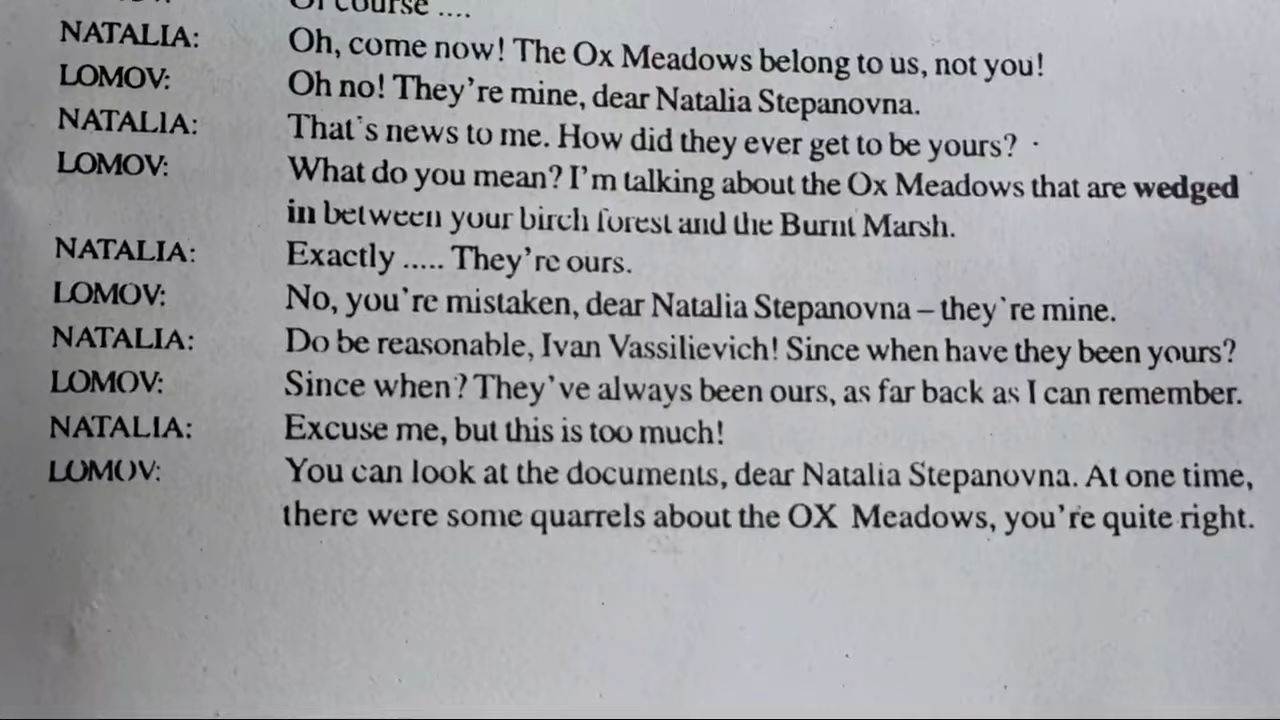 Of course ....
NATALIA: Oh, come now! The Ox Meadows belong to us, not you!
LOMOV: Oh no! They're mine, dear Natalia Stepanovna.
NATALIA: That's news to me. How did they ever get to be yours?
LOMOV: What do you mean? I'm talking about the Ox Meadows that are wedged
in between your birch forest and the Burnt Marsh.
NATALIA: Exactly ..... They're ours.
LOMOV: No, you're mistaken, dear Natalia Stepanovna – they're mine.
NATALIA: Do be reasonable, Ivan Vassilievich! Since when have they been yours?
LOMOV: Since when? They've always been ours, as far back as I can remember.
NATALIA: Excuse me, but this is too much!
LOMOV: You can look at the documents, dear Natalia Stepanovna. At one time,
there were some quarrels about the OX Meadows, you're quite right.